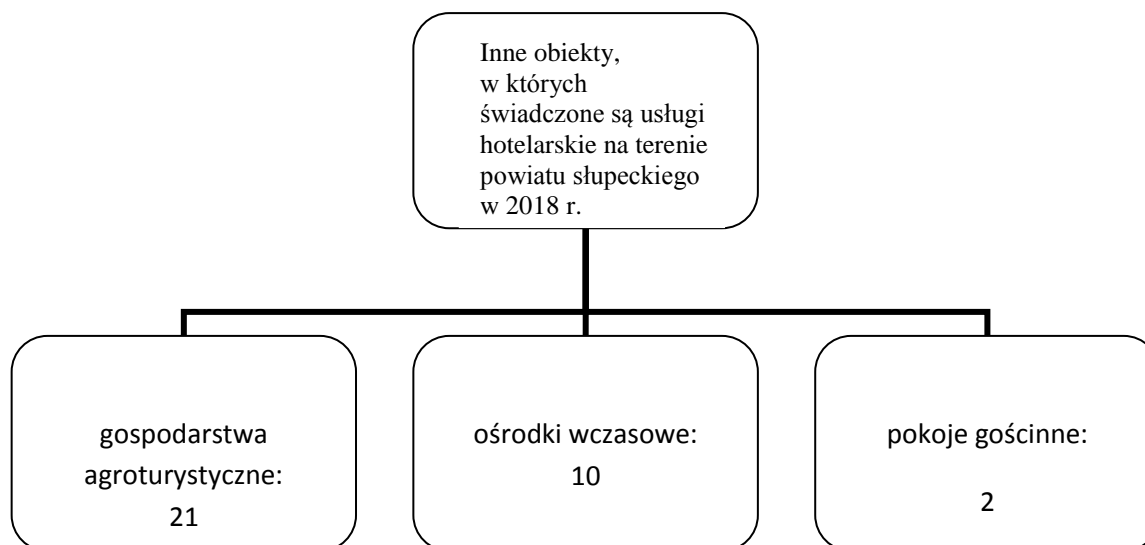 Inne obiekty,
w których
świadczone są usługi
hotelarskie na terenie
powiatu słupeckiego
w 2018 r.
gospodarstwa
agroturystyczne:
21
ośrodki wczasowe:
10
pokoje gościnne:
2